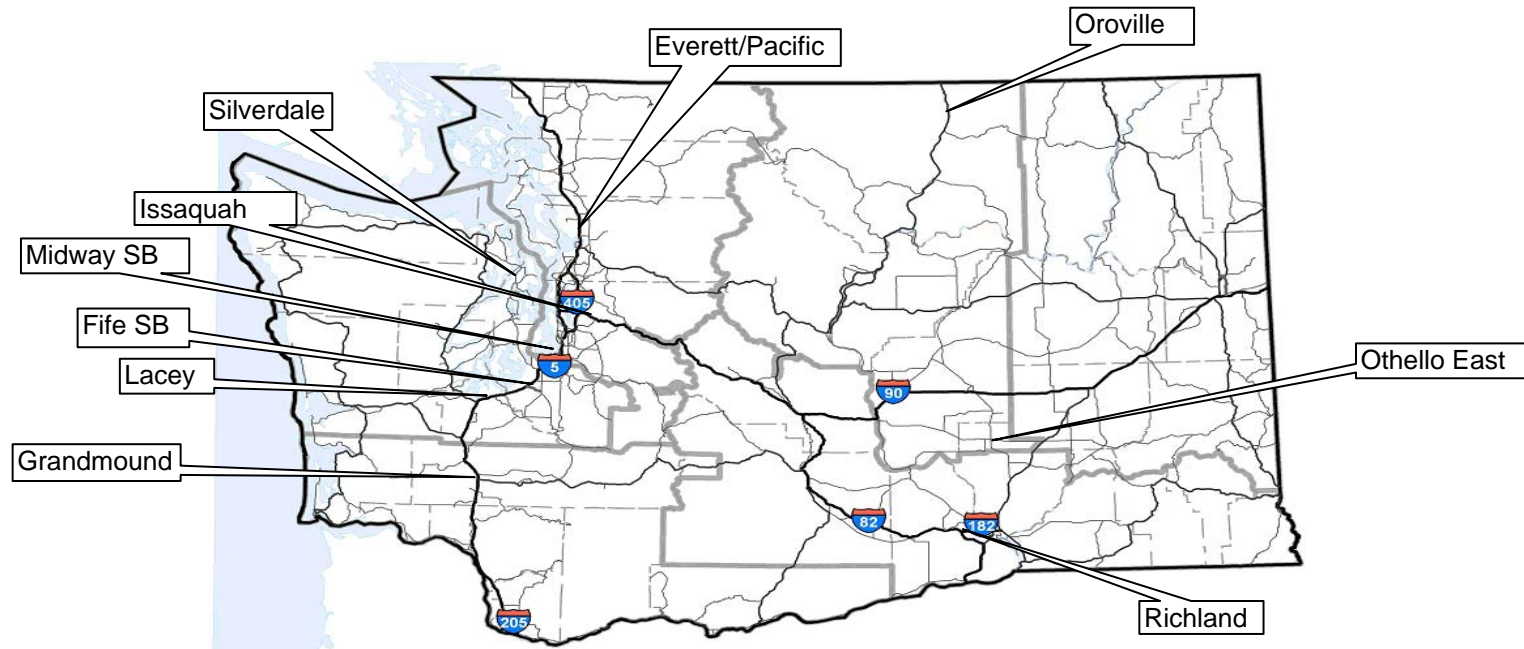 Oroville
Everett/Pacific
Silverdale
Issaquah
Midway SB
Fife SB
Lacey
Grandmound
405
5
90
Othello East
82
182
205
Richland